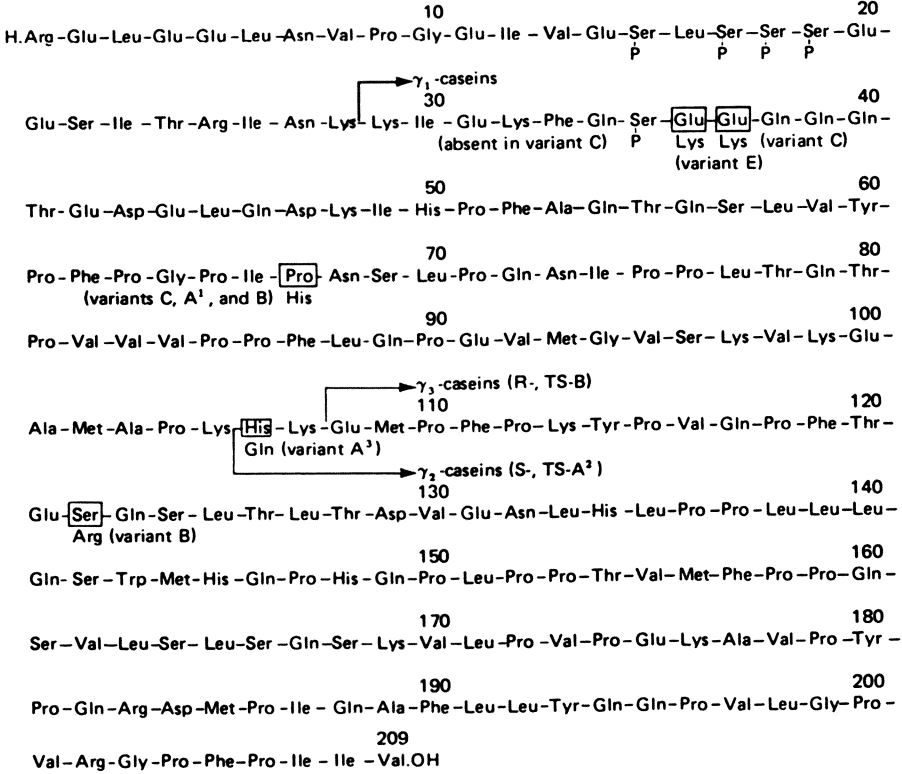 10 20
H.Arg-Glu-Leu-Glu-Glu-Leu-Asn-Val-Pro-Gly-Glu-Ile-Val-Glu-Ser-Leu-Ser-Ser-Ser-Glu-
P P P P
γ₁-caseins
30 40
Glu-Ser-Ile-Thr-Arg-Ile-Asn-Lys-Lys-Ile-Glu-Lys-Phe-Gln-Ser-Glu-Glu-Gln-Gln-Gln-
(absent in variant C) P Lys Lys (variant C)
(variant E)
50 60
Thr-Glu-Asp-Glu-Leu-Gln-Asp-Lys-Ile-His-Pro-Phe-Ala-Gln-Thr-Gln-Ser-Leu-Val-Tyr-
70 80
Pro-Phe-Pro-Gly-Pro-Ile-Pro-Asn-Ser-Leu-Pro-Gln-Asn-Ile-Pro-Pro-Leu-Thr-Gln-Thr-
(variants C, A¹, and B) His
90 100
Pro-Val-Val-Val-Pro-Pro-Phe-Leu-Gln-Pro-Glu-Val-Met-Gly-Val-Ser-Lys-Val-Lys-Glu-
γ₃-caseins (R-, TS-B)
110 120
Ala-Met-Ala-Pro-Lys-His-Lys-Glu-Met-Pro-Phe-Pro-Lys-Tyr-Pro-Val-Gln-Pro-Phe-Thr-
Gln (variant A³)
γ₂-caseins (S-, TS-A²)
130 140
Glu-Ser-Gln-Ser-Leu-Thr-Leu-Thr-Asp-Val-Glu-Asn-Leu-His-Leu-Pro-Pro-Leu-Leu-Leu-
Arg (variant B)
150 160
Gln-Ser-Trp-Met-His-Gln-Pro-His-Gln-Pro-Leu-Pro-Pro-Thr-Val-Met-Phe-Pro-Pro-Gln-
170 180
Ser-Val-Leu-Ser-Leu-Ser-Gln-Ser-Lys-Val-Leu-Pro-Val-Pro-Glu-Lys-Ala-Val-Pro-Tyr-
190 200
Pro-Gln-Arg-Asp-Met-Pro-Ile-Gln-Ala-Phe-Leu-Leu-Tyr-Gln-Gln-Pro-Val-Leu-Gly-Pro-
209
Val-Arg-Gly-Pro-Phe-Pro-Ile-Ile-Val.OH